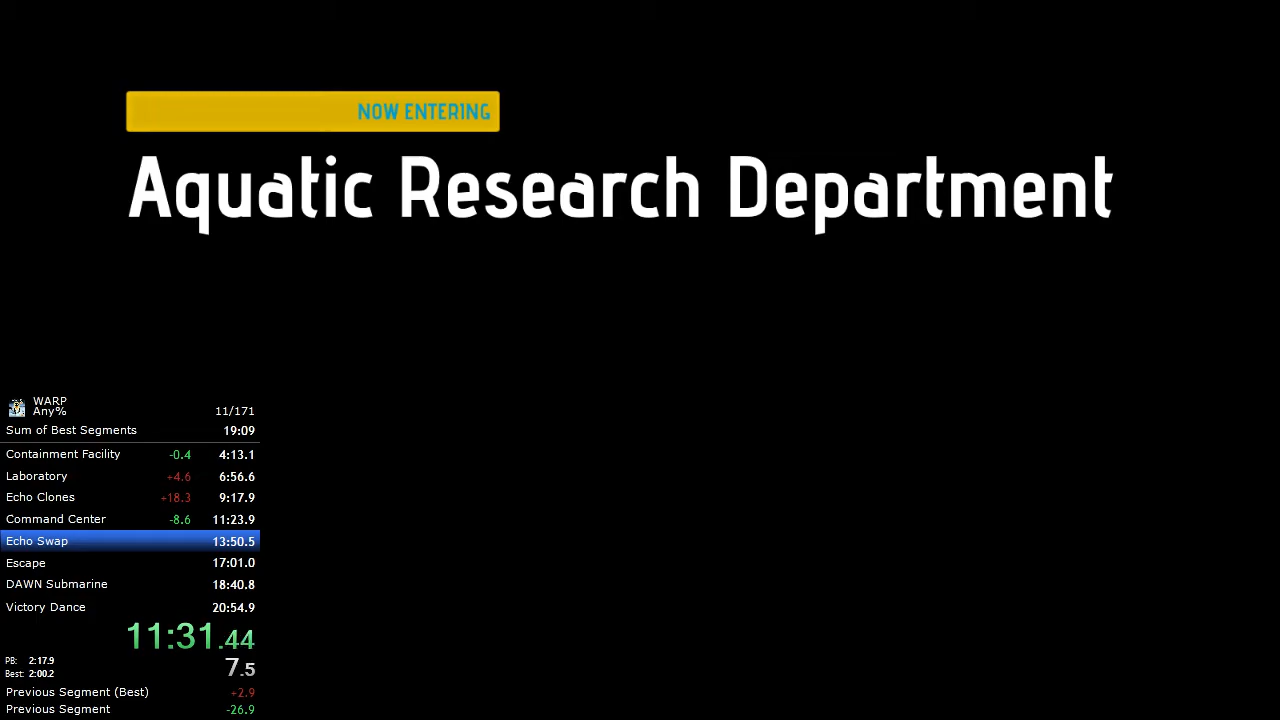 NOW ENTERING
Aquatic Research Department
WARP
Any% 11/171
Sum of Best Segments 19:09
Containment Facility -0.4 4:13.1
Laboratory +4.6 6:56.6
Echo Clones +18.3 9:17.9
Command Center -8.6 11:23.9
Echo Swap 13:50.5
Escape 17:01.0
DAWN Submarine 18:40.8
Victory Dance 20:54.9
11:31.44
PB: 2:17.9
7.5
Best: 2:00.2
Previous Segment (Best) +2.9
Previous Segment -26.9